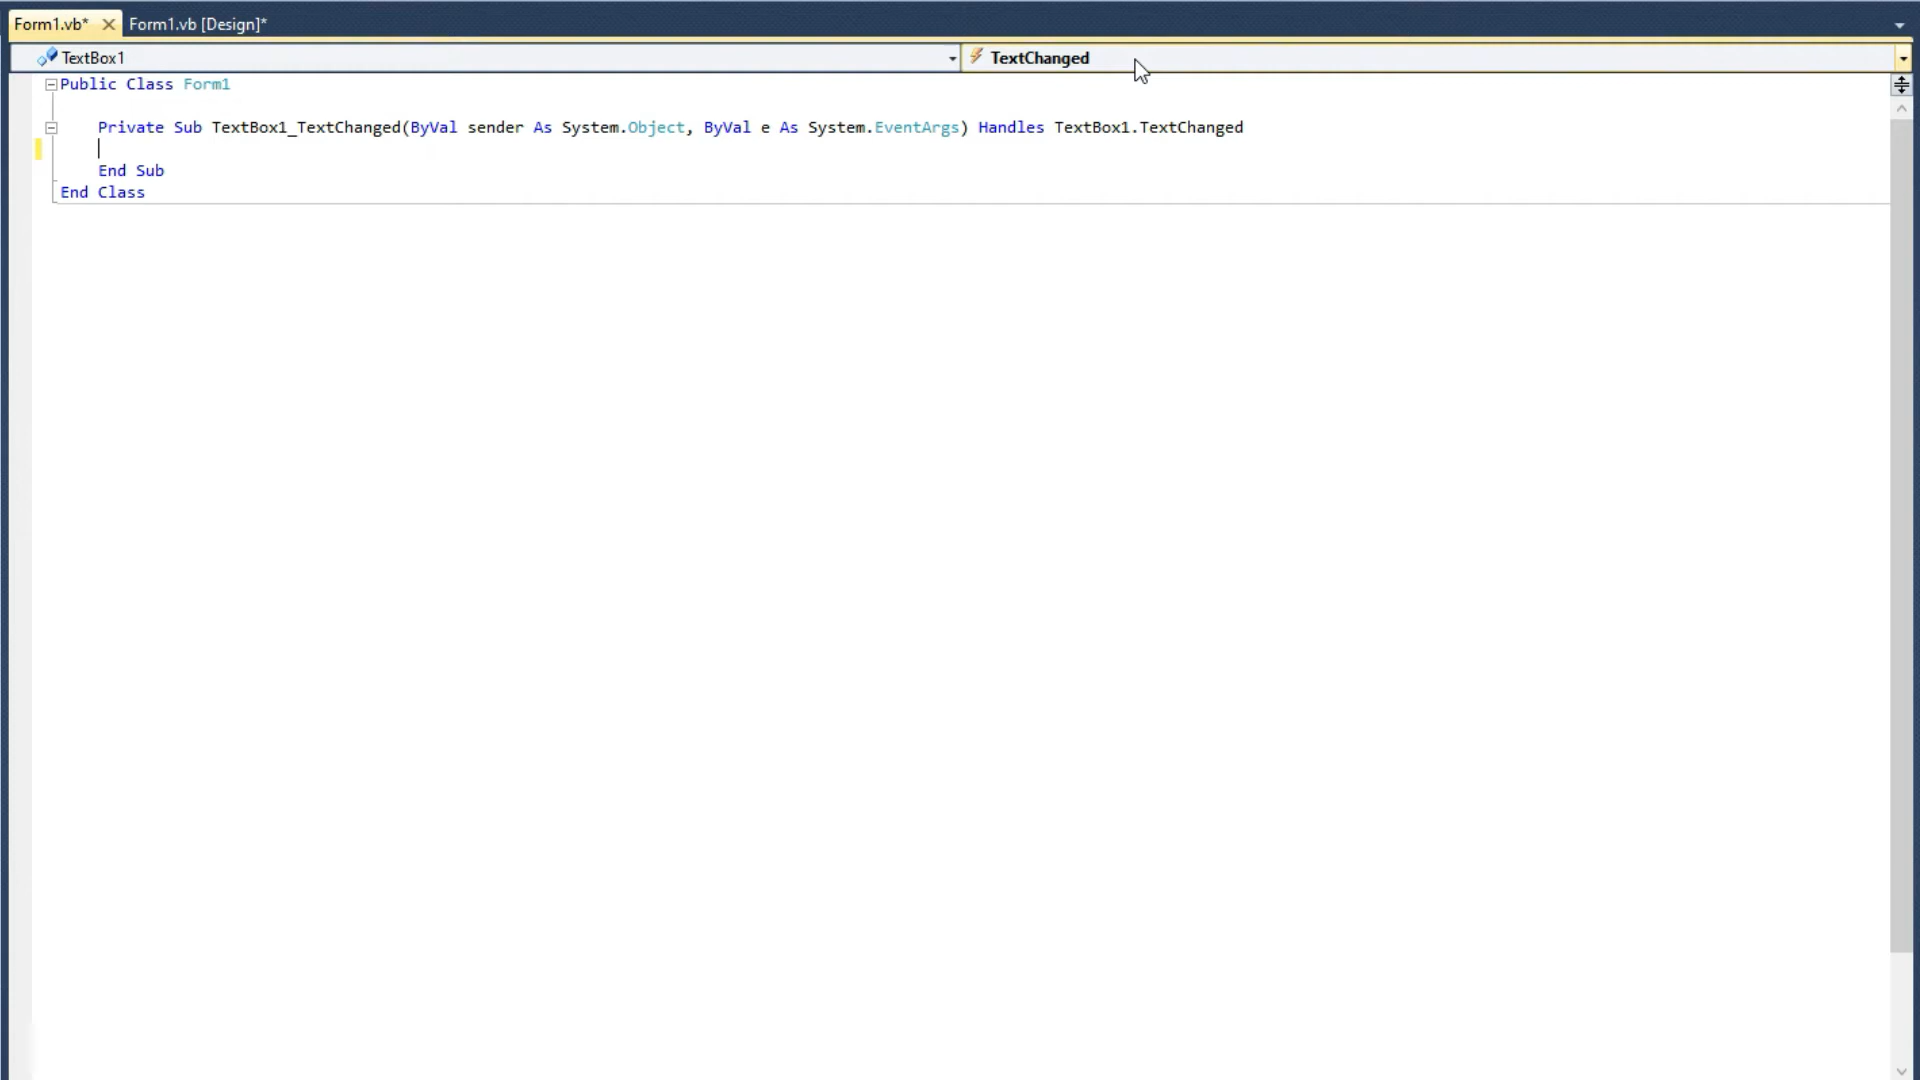 Form1.vb* Form1.vb [Design]*
TextBox1 TextChanged
Public Class Form1
Private Sub TextBox1_TextChanged(ByVal sender As System.Object, ByVal e As System.EventArgs) Handles TextBox1.TextChanged
End Sub
End Class